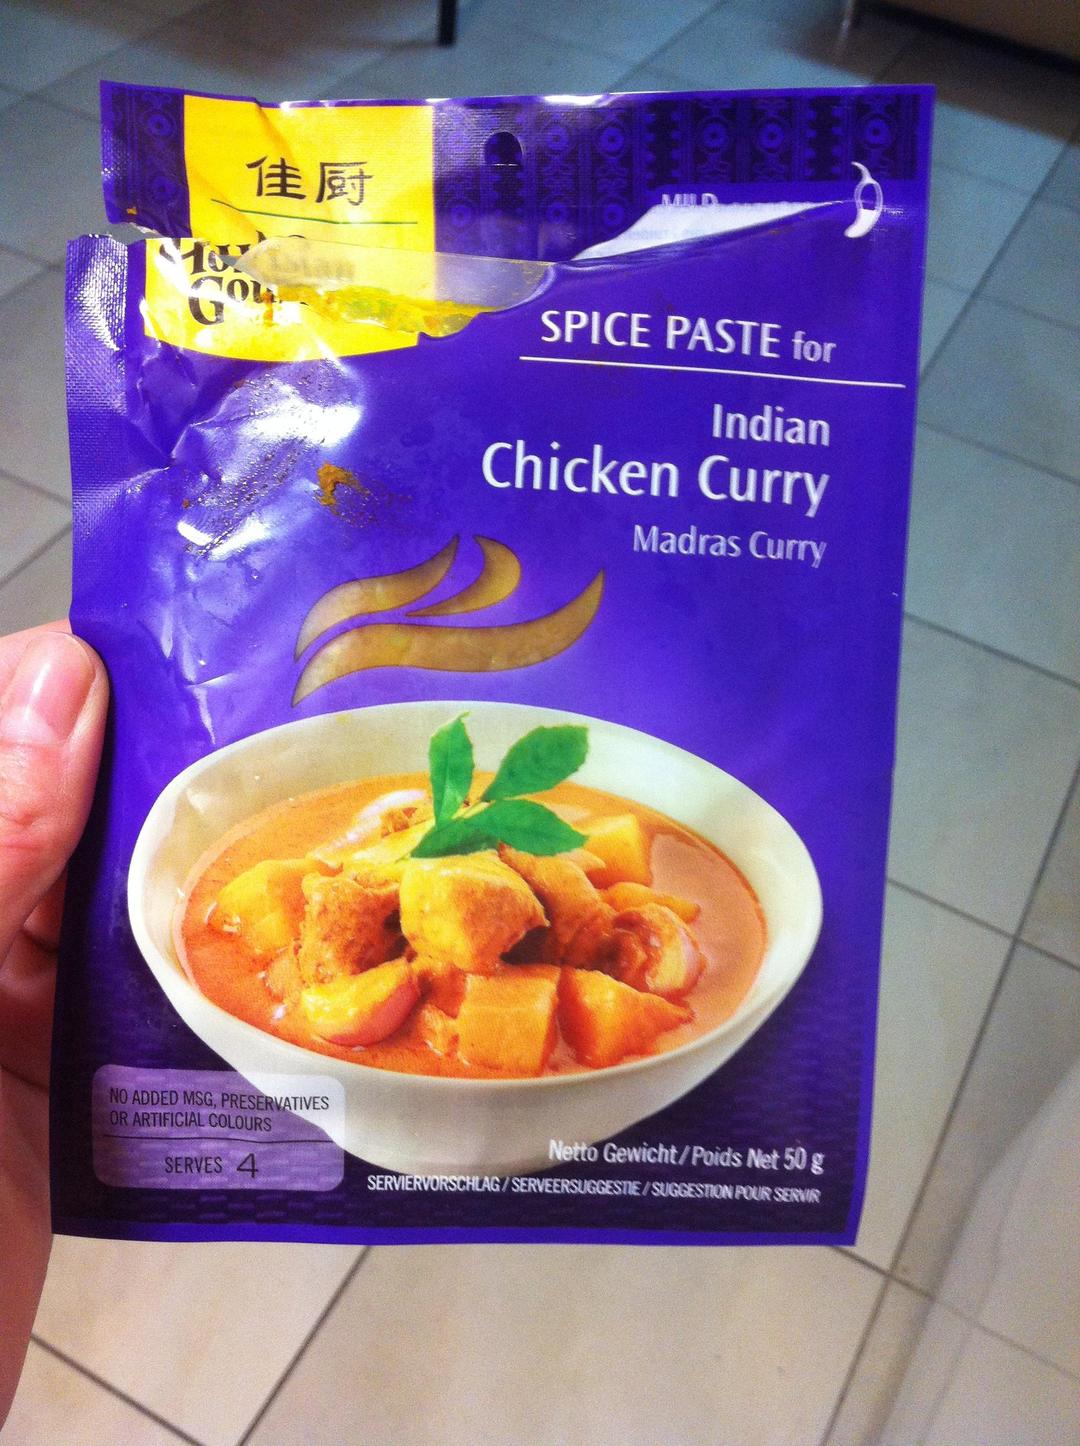 佳厨
MILD
Gou
SPICE PASTE for
Indian
Chicken Curry
Madras Curry
NO ADDED MSG, PRESERVATIVES
OR ARTIFICIAL COLOURS
SERVES 4
Netto Gewicht/Poids Net 50 g
SERVIERVORSCHLAG / SERVEERSUGGESTIE / SUGGESTION POUR SERVIR